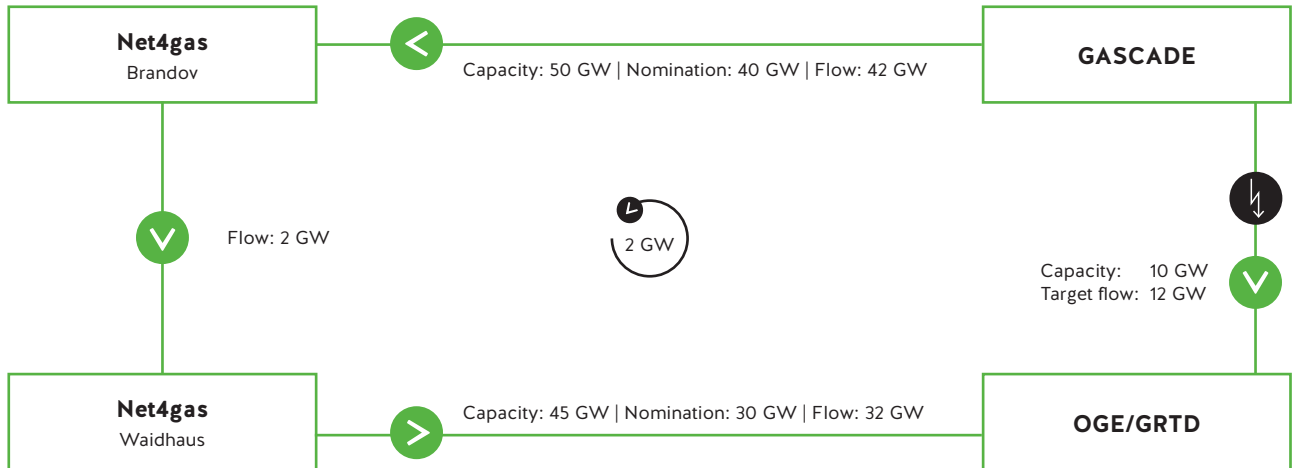 Net4gas
Brandov
GASCADE
Capacity: 50 GW | Nomination: 40 GW | Flow: 42 GW
Flow: 2 GW
2 GW
Capacity: 10 GW
Target flow: 12 GW
Net4gas
Waidhaus
Capacity: 45 GW | Nomination: 30 GW | Flow: 32 GW
OGE/GRTD